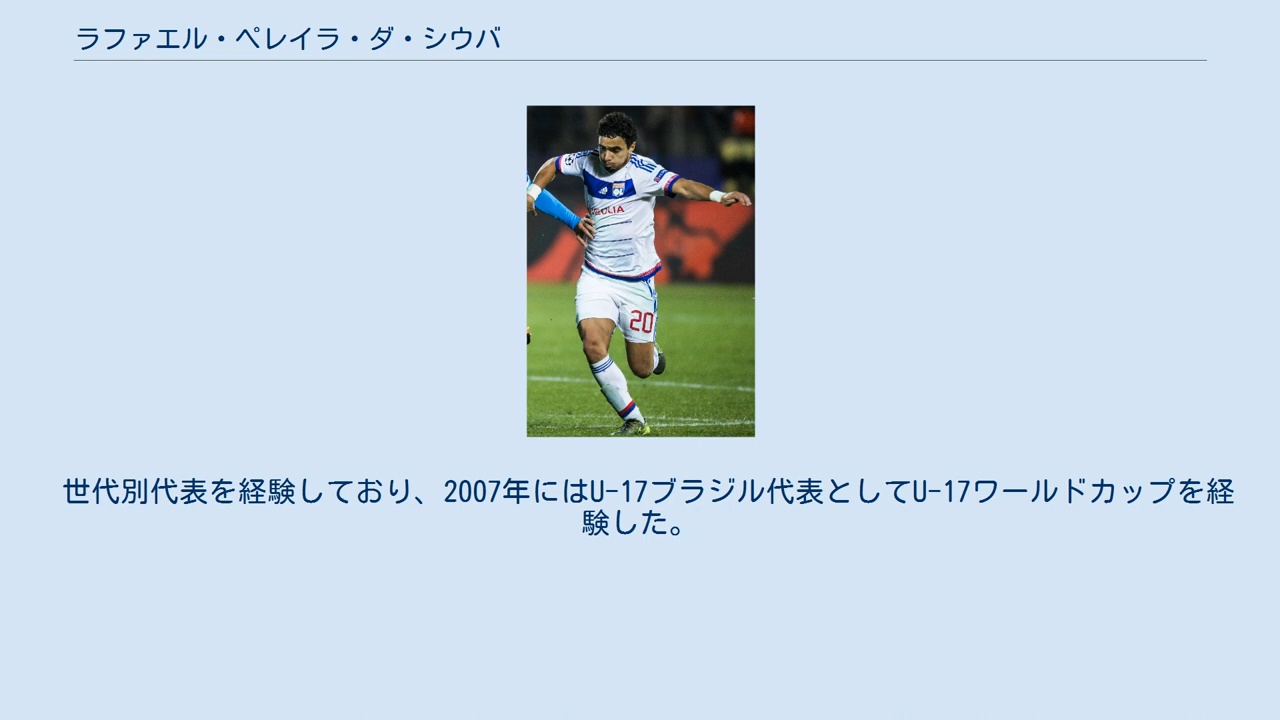 ラファエル・ペレイラ・ダ・シウバ
20
世代別代表を経験しており、2007年にはU-17ブラジル代表としてU-17ワールドカップを経
験した。